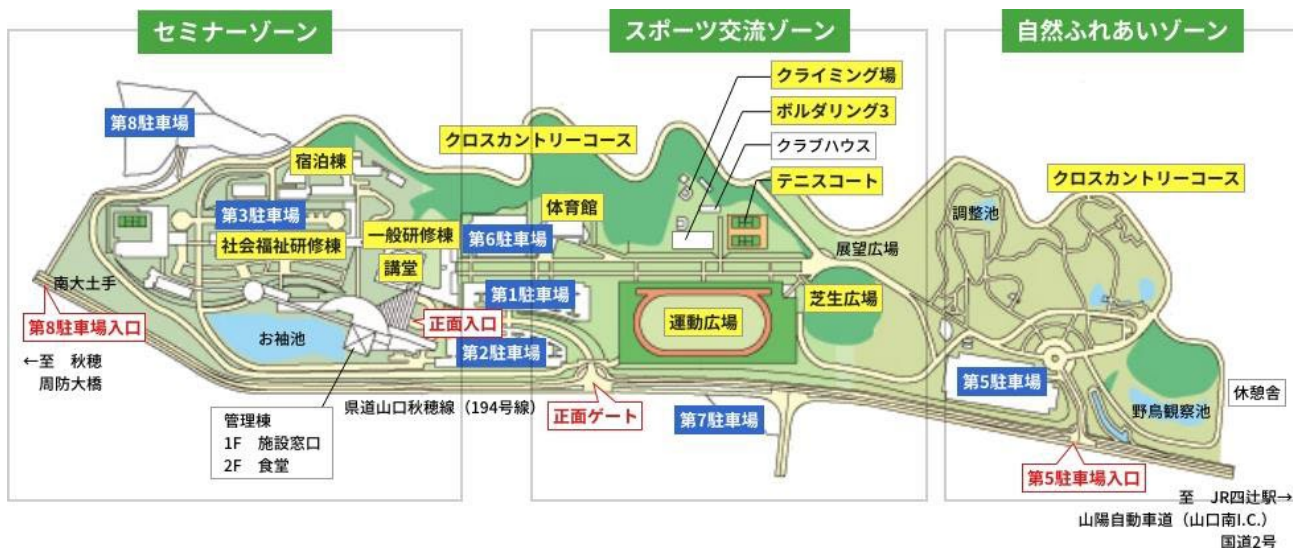 セミナーゾーン
スポーツ交流ゾーン
自然ふれあいゾーン
クライミング場
ボルダリング3
クラブハウス
テニスコート
第8駐車場
クロスカントリーコース
宿泊棟
クロスカントリーコース
第3駐車場
体育館
調整池
社会福祉研修棟
一般研修棟
第6駐車場
展望広場
講堂
南大土手
第1駐車場
芝生広場
第8駐車場入口
正面入口
運動広場
お袖池
第2駐車場
←至 秋穂
周防大橋
第5駐車場
休憩舎
県道山口秋穂線(194号線)
正面ゲート
第7駐車場
野鳥観察池
管理棟
1F 施設窓口
2F 食堂
第5駐車場入口
至 JR四辻駅→
山陽自動車道(山口南I.C.)
国道2号